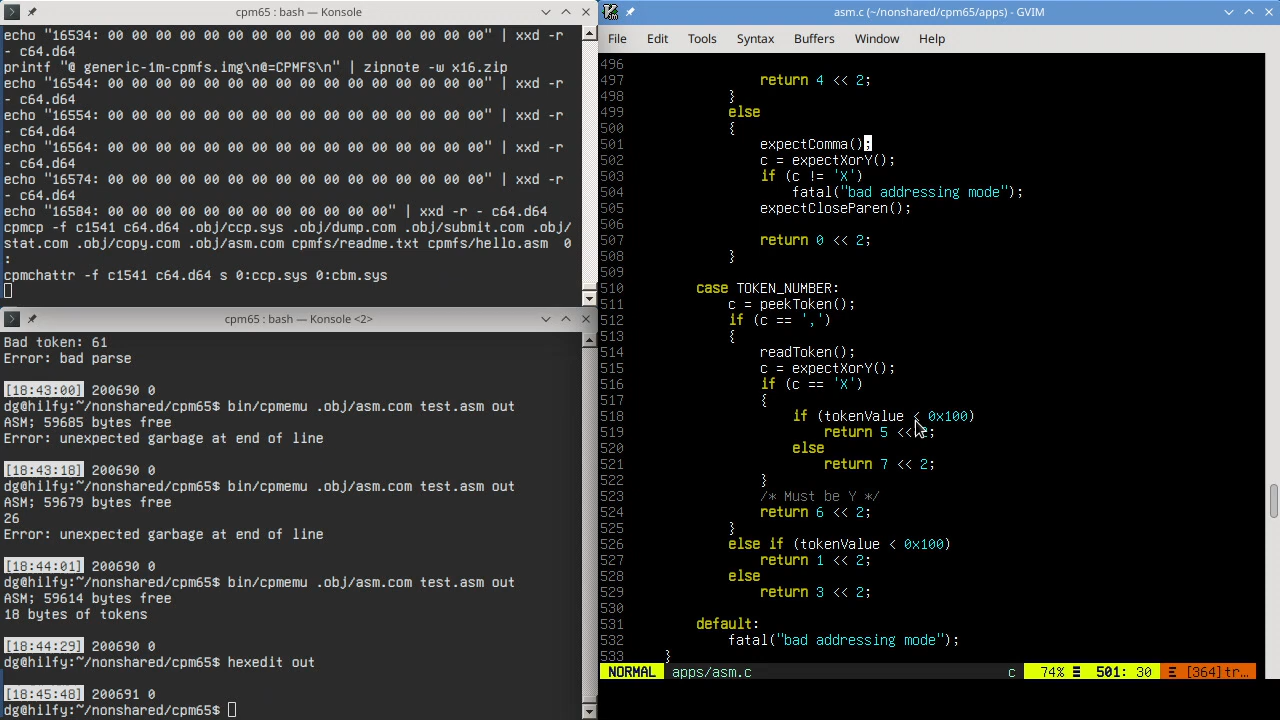 cpm65 : bash — Konsole
echo "16534: 00 00 00 00 00 00 00 00 00 00 00 00 00 00 00 00" | xxd -r
- c64.d64
printf "@ generic-1m-cpmfs.img\n@=CPMFS\n" | zipnote -w x16.zip
echo "16544: 00 00 00 00 00 00 00 00 00 00 00 00 00 00 00 00" | xxd -r
- c64.d64
echo "16554: 00 00 00 00 00 00 00 00 00 00 00 00 00 00 00 00" | xxd -r
- c64.d64
echo "16564: 00 00 00 00 00 00 00 00 00 00 00 00 00 00 00 00" | xxd -r
- c64.d64
echo "16574: 00 00 00 00 00 00 00 00 00 00 00 00 00 00 00 00" | xxd -r
- c64.d64
echo "16584: 00 00 00 00 00 00 00 00 00 00 00 00" | xxd -r - c64.d64
cpmcp -f c1541 c64.d64 .obj/ccp.sys .obj/dump.com .obj/submit.com .obj/
stat.com .obj/copy.com .obj/asm.com cpmfs/readme.txt cpmfs/hello.asm  0
:
cpmchattr -f c1541 c64.d64 s 0:ccp.sys 0:cbm.sys
cpm65 : bash — Konsole <2>
Bad token: 61
Error: bad parse
[18:43:00] 200690 0
dg@hilfy:~/nonshared/cpm65$ bin/cpmemu .obj/asm.com test.asm out
ASM; 59685 bytes free
Error: unexpected garbage at end of line
[18:43:18] 200690 0
dg@hilfy:~/nonshared/cpm65$ bin/cpmemu .obj/asm.com test.asm out
ASM; 59679 bytes free
26
Error: unexpected garbage at end of line
[18:44:01] 200690 0
dg@hilfy:~/nonshared/cpm65$ bin/cpmemu .obj/asm.com test.asm out
ASM; 59614 bytes free
18 bytes of tokens
[18:44:29] 200690 0
dg@hilfy:~/nonshared/cpm65$ hexedit out
[18:45:48] 200691 0
dg@hilfy:~/nonshared/cpm65$
asm.c (~/nonshared/cpm65/apps) - GVIM
File Edit Tools Syntax Buffers Window Help
496
497 return 4 << 2;
498 }
499 else
500 {
501 expectComma();
502 c = expectXorY();
503 if (c != 'X')
504 fatal("bad addressing mode");
505 expectCloseParen();
506
507 return 0 << 2;
508 }
509
510 case TOKEN_NUMBER:
511 c = peekToken();
512 if (c == ',')
513 {
514 readToken();
515 c = expectXorY();
516 if (c == 'X')
517 {
518 if (tokenValue < 0x100)
519 return 5 << 2;
520 else
521 return 7 << 2;
522 }
523 /* Must be Y */
524 return 6 << 2;
525 }
526 else if (tokenValue < 0x100)
527 return 1 << 2;
528 else
529 return 3 << 2;
530
531 default:
532 fatal("bad addressing mode");
533 }
NORMAL apps/asm.c c 74% ☰ 501: 30 Ξ [364]tr…